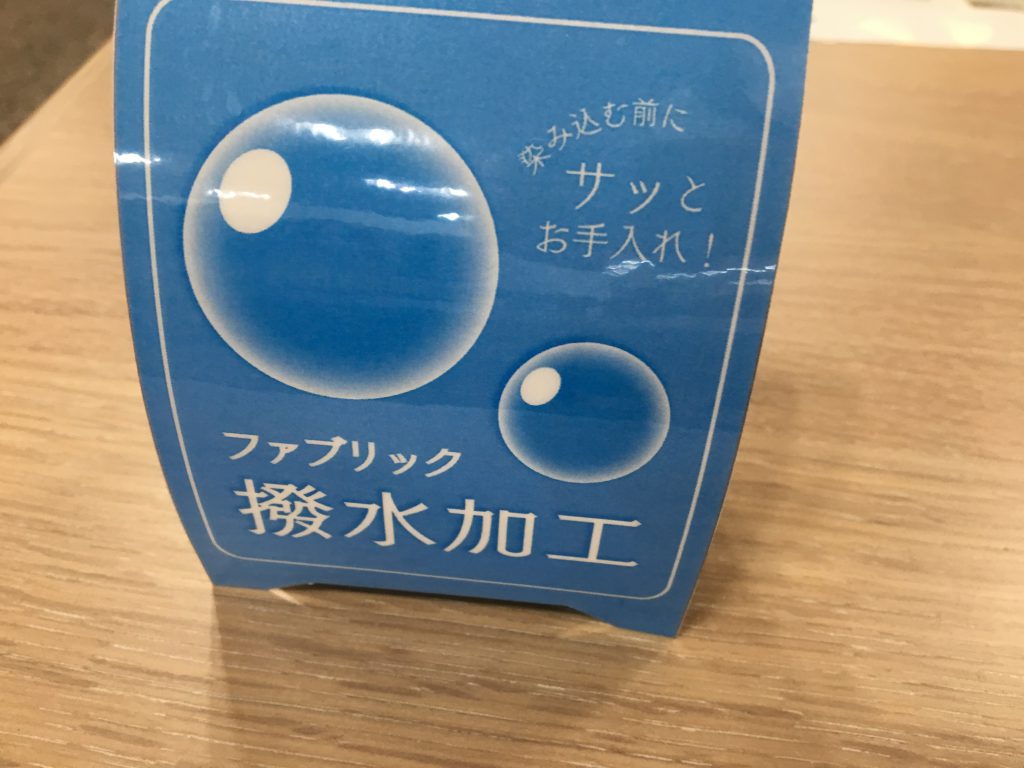 染み込む前に
サッと
お手入れ!
ファブリック
撥水加工